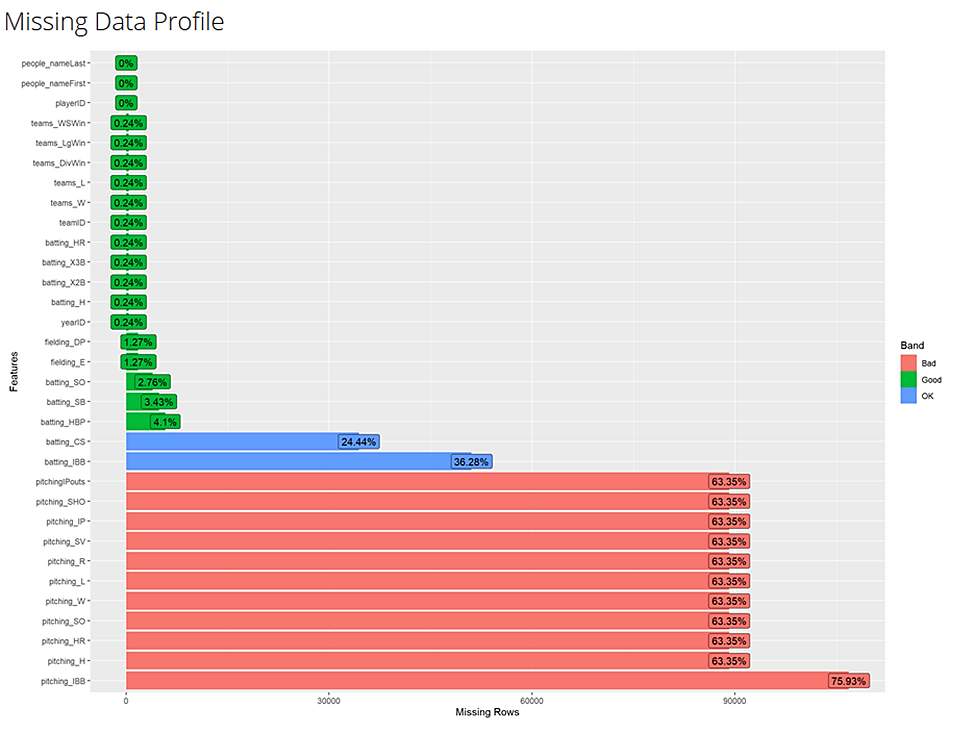 Missing Data Profile
people_nameLast 0%
people_nameFirst 0%
playerID 0%
teams_WSWin 0.24%
teams_LgWin 0.24%
teams_DivWin 0.24%
teams_L 0.24%
teams_W 0.24%
teamID 0.24%
batting_HR 0.24%
batting_X3B 0.24%
batting_X2B 0.24%
batting_H 0.24%
yearID 0.24%
fielding_DP 1.27%
fielding_E 1.27%
batting_SO 2.76%
batting_SB 3.43%
batting_HBP 4.1%
batting_CS 24.44%
batting_IBB 36.28%
pitchingIPouts 63.35%
pitching_SHO 63.35%
pitching_IP 63.35%
pitching_SV 63.35%
pitching_R 63.35%
pitching_L 63.35%
pitching_W 63.35%
pitching_SO 63.35%
pitching_HR 63.35%
pitching_H 63.35%
pitching_IBB 75.93%
Features
0 30000 60000 90000
Missing Rows
Band
Bad
Good
OK